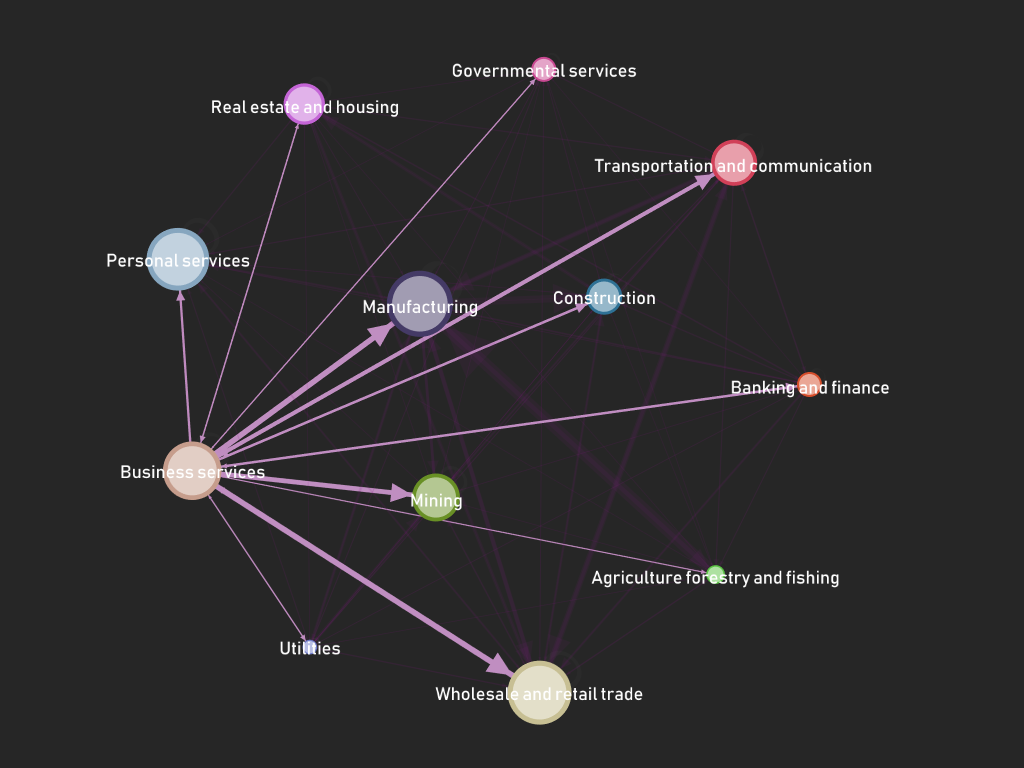 Governmental services
Real estate and housing
Transportation and communication
Personal services
Manufacturing
Construction
Banking and finance
Business services
Mining
Agriculture forestry and fishing
Utilities
Wholesale and retail trade